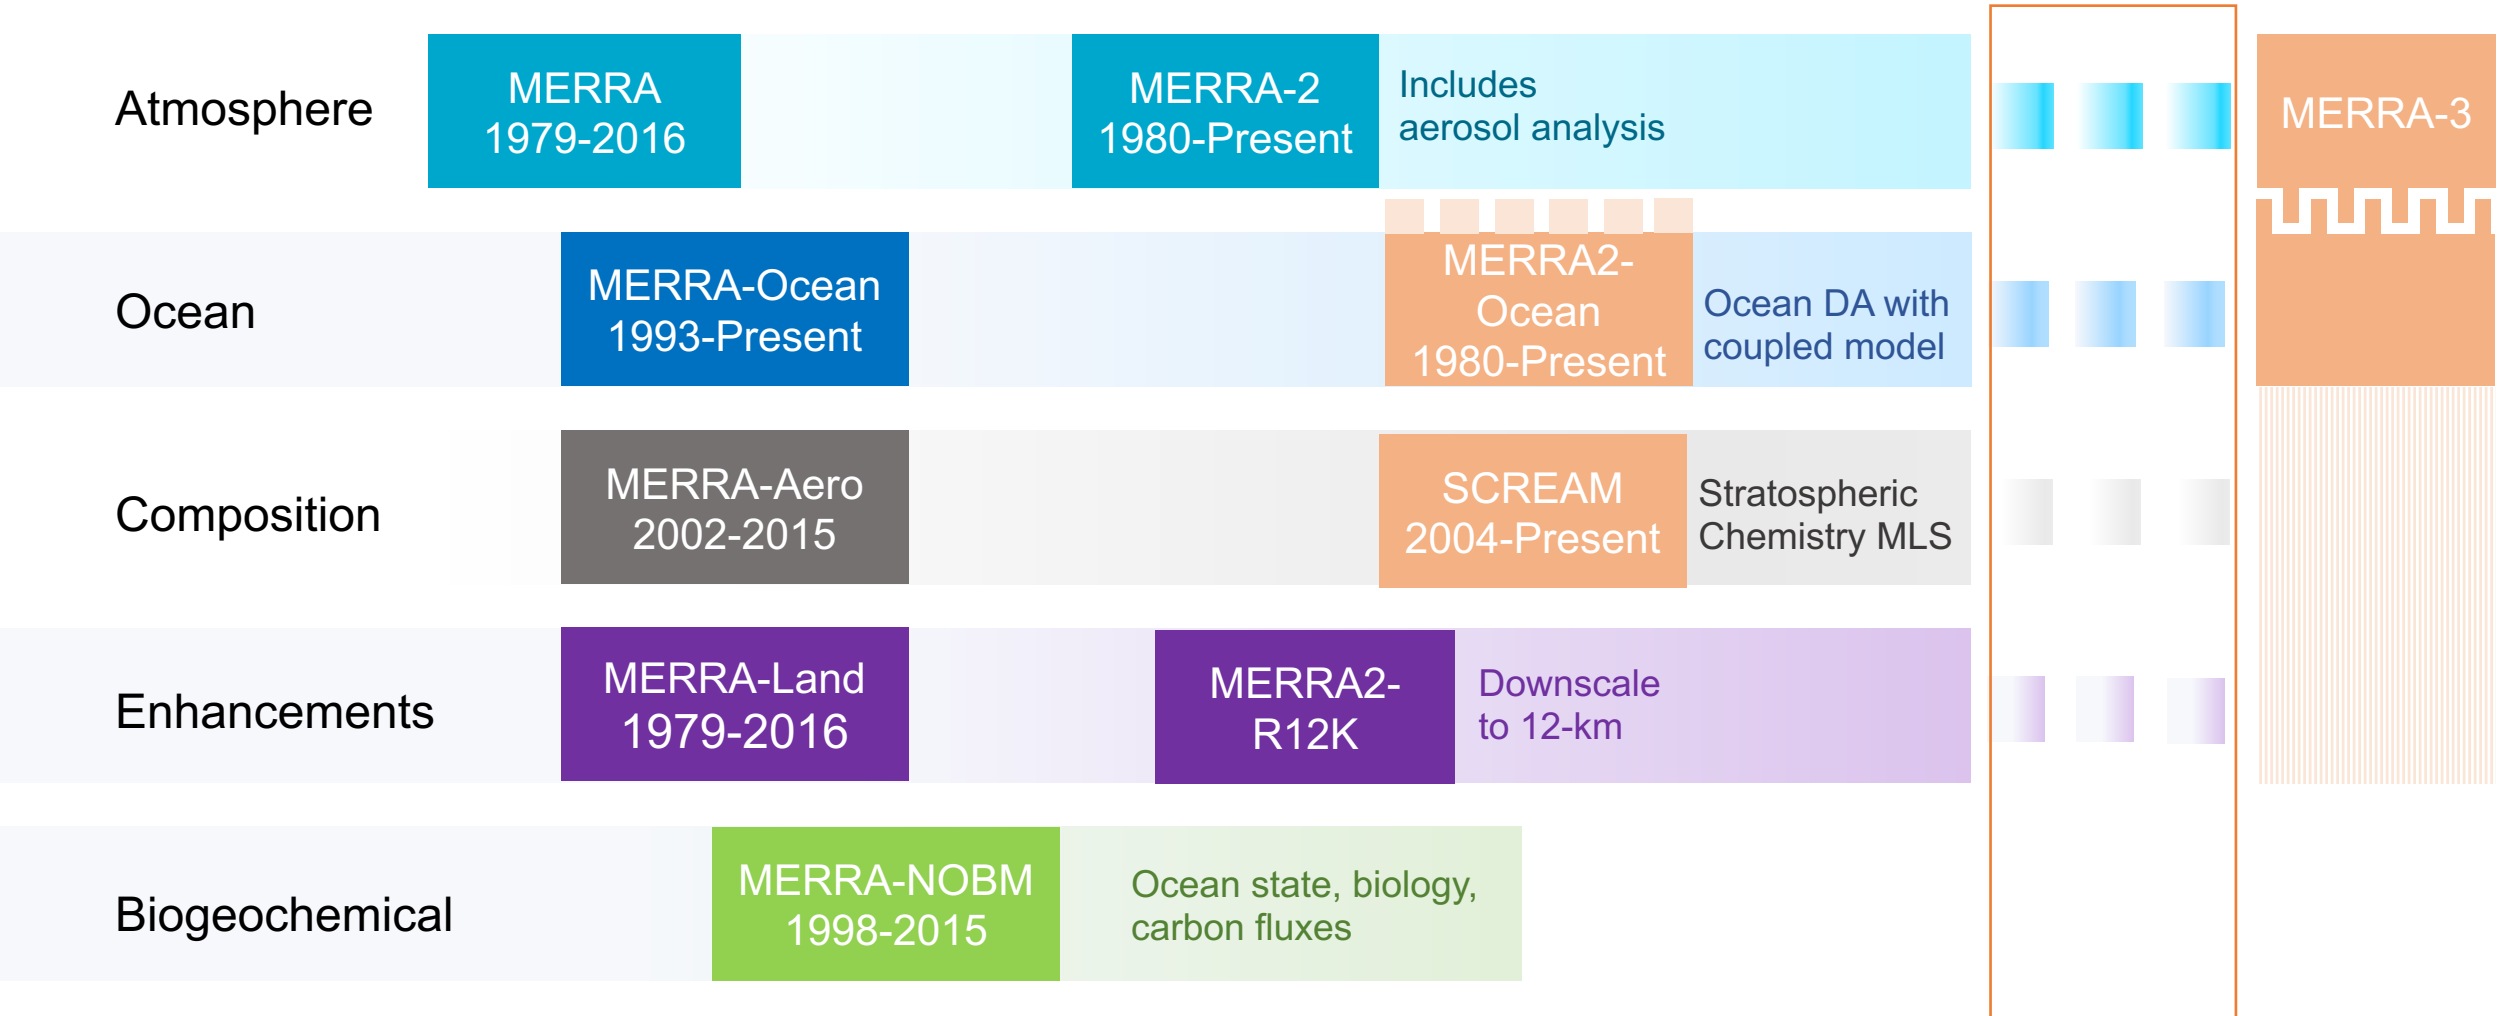 Atmosphere
MERRA
1979-2016
MERRA-2
1980-Present
Includes
aerosol analysis
MERRA-3
Ocean
MERRA-Ocean
1993-Present
MERRA2-
Ocean
1980-Present
Ocean DA with
coupled model
Composition
MERRA-Aero
2002-2015
SCREAM
2004-Present
Stratospheric
Chemistry MLS
Enhancements
MERRA-Land
1979-2016
MERRA2-
R12K
Downscale
to 12-km
Biogeochemical
MERRA-NOBM
1998-2015
Ocean state, biology,
carbon fluxes